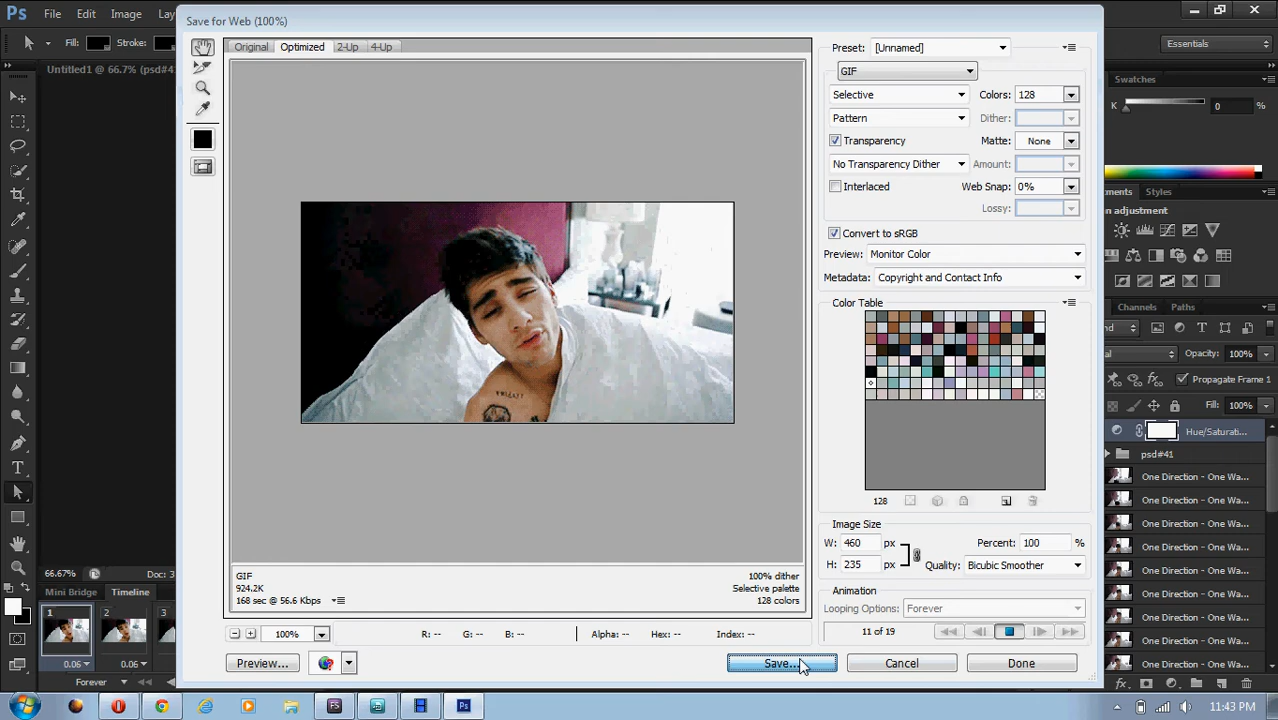 Ps File Edit Image Lay
Save for Web (100%)
Essentials
Fill: Stroke:
Untitled1 @ 66.7% (psd#4
Original Optimized 2-Up 4-Up
Preset: [Unnamed]
GIF
Selective Colors: 128
Pattern Dither:
Transparency Matte: None
No Transparency Dither Amount:
Interlaced Web Snap: 0%
Lossy:
Convert to sRGB
Preview: Monitor Color
Metadata: Copyright and Contact Info
Color Table
128
Image Size
W: 460 px Percent: 100 %
H: 235 px Quality: Bicubic Smoother
Animation
Looping Options: Forever
11 of 19
GIF
924.2K
168 sec @ 56.6 Kbps
100% dither
Selective palette
128 colors
100% R: -- G: -- B: -- Alpha: -- Hex: -- Index: --
Preview... Save... Cancel Done
Swatches
K 0 %
Styles
Channels Paths
Opacity: 100%
Propagate Frame 1
Fill: 100%
Hue/Saturati...
psd#41
One Direction - One Wa...
One Direction - One Wa...
One Direction - One Wa...
One Direction - One Wa...
One Direction - One Wa...
One Direction - One Wa...
One Direction - One Wa...
One Direction - One Wa...
One Direction - One Wa...
66.67% Doc: 3
Mini Bridge Timeline
1 2 3
0.06 0.06 0.06
Forever
fx
11:43 PM